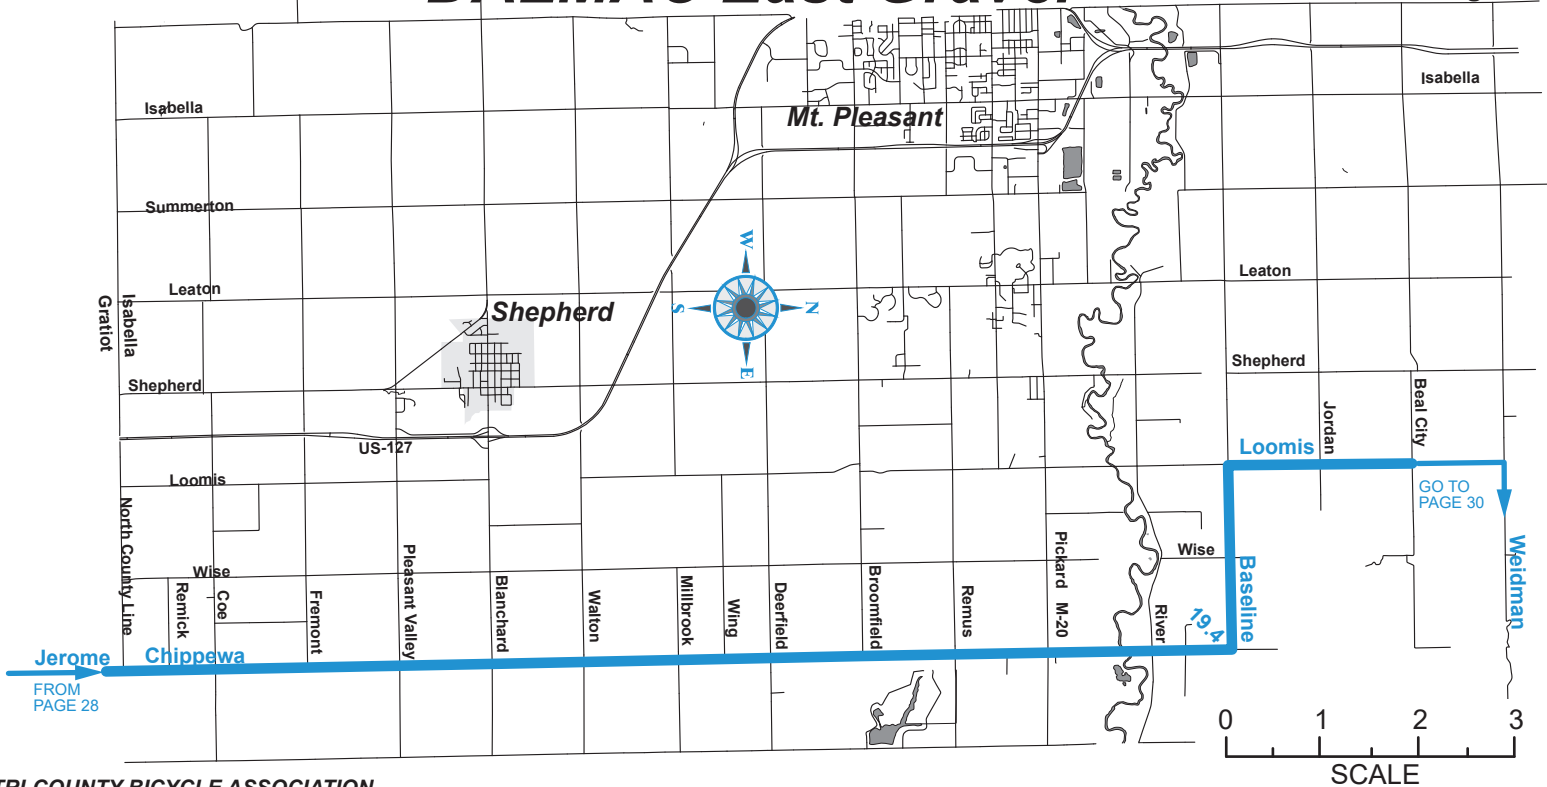 Isabella
Isabella
Mt. Pleasant
Summerton
W
Leaton
Leaton
Isabella
Gratiot
S
N
Shepherd
E
Shepherd
Shepherd
Beal City
Jordan
US-127
Loomis
Loomis
GO TO
PAGE 30
North County Line
Wise
Wise
Remick
Coe
Fremont
Pleasant Valley
Blanchard
Walton
Millbrook
Wing
Deerfield
Broomfield
Remus
Pickard M-20
River
19.4
Baseline
Weidman
Jerome
Chippewa
FROM
PAGE 28
0 1 2 3
SCALE